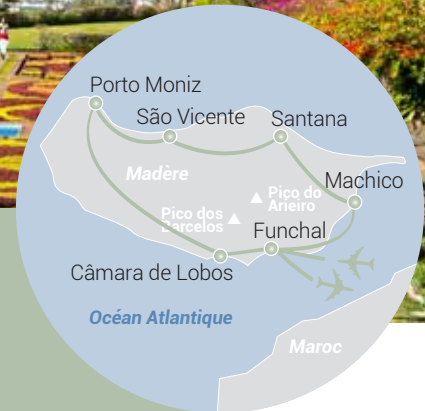 Porto Moniz
São Vicente
Santana
Madère
Machico
Pico do
Arieiro
Pico dos
Barcelos
Funchal
Câmara de Lobos
Océan Atlantique
Maroc